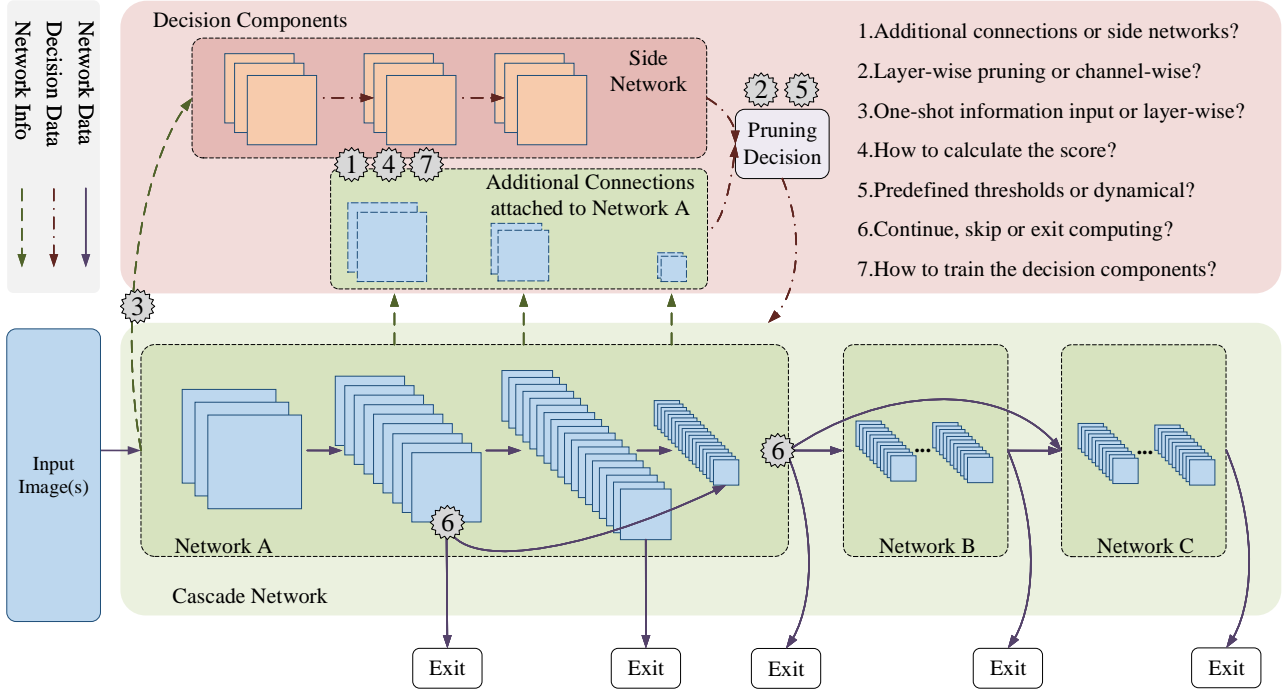 Network Info
Decision Data
Network Data
Decision Components
Side
Network
1
4
7
Additional Connections
attached to Network A
2
5
Pruning
Decision
1.Additional connections or side networks?
2.Layer-wise pruning or channel-wise?
3.One-shot information input or layer-wise?
4.How to calculate the score?
5.Predefined thresholds or dynamical?
6.Continue, skip or exit computing?
7.How to train the decision components?
3
Input
Image(s)
6
6
...
...
Network A
Network B
Network C
Cascade Network
Exit
Exit
Exit
Exit
Exit